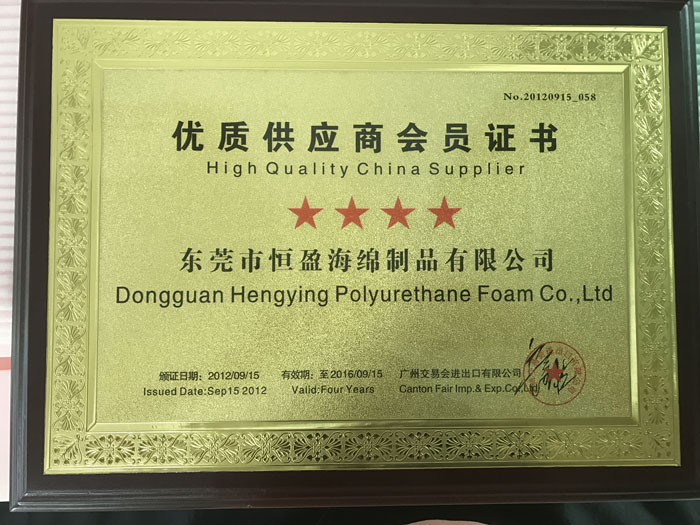 No.20120915_058
优质供应商会员证书
High Quality China Supplier
东莞市恒盈海绵制品有限公司
Dongguan Hengying Polyurethane Foam Co.,Ltd
颁证日期：2012/09/15 有效期：至2016/09/15 广州交易会进出口有限公司
Issued Date:Sep15 2012 Valid:Four Years Canton Fair Imp.& Exp.Co.,Ltd